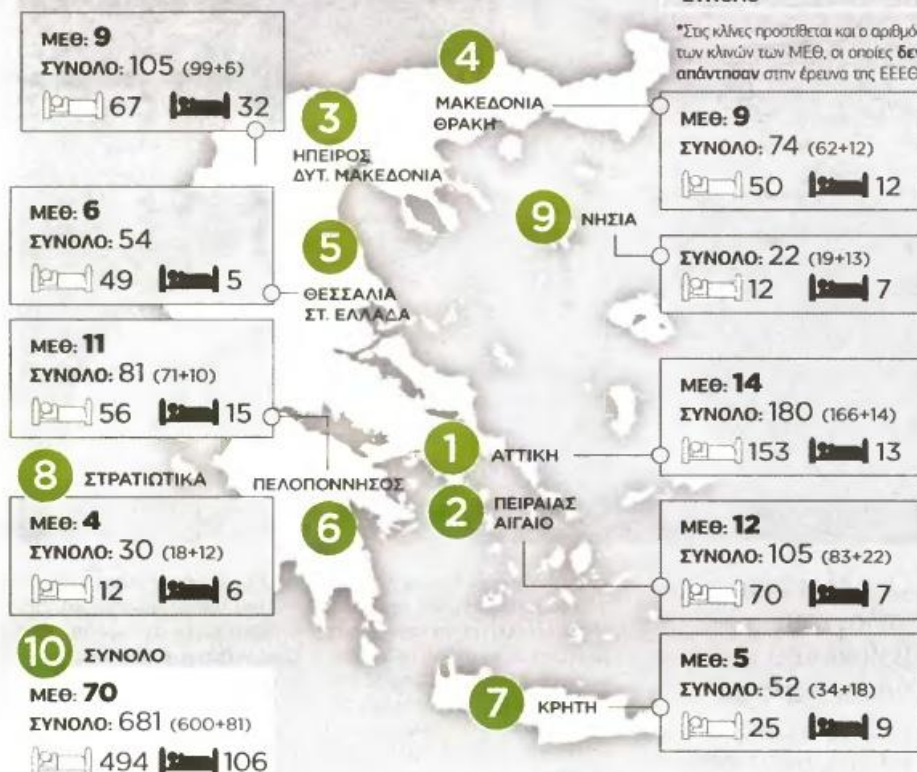 *Στις κλίνες προστίθεται και ο αριθμός
των κλινών των ΜΕΘ, οι οποίες δεν
απάντησαν στην έρευνα της ΕΕΕΘ
ΜΕΘ: 9
ΣΥΝΟΛΟ: 105 (99+6)
67 32
3
ΗΠΕΙΡΟΣ
ΔΥΤ. ΜΑΚΕΔΟΝΙΑ
4
ΜΑΚΕΔΟΝΙΑ
ΘΡΑΚΗ
ΜΕΘ: 9
ΣΥΝΟΛΟ: 74 (62+12)
50 12
9 ΝΗΣΙΑ
ΣΥΝΟΛΟ: 22 (19+13)
12 7
ΜΕΘ: 6
ΣΥΝΟΛΟ: 54
49 5
5
ΘΕΣΣΑΛΙΑ
ΣΤ. ΕΛΛΑΔΑ
ΜΕΘ: 11
ΣΥΝΟΛΟ: 81 (71+10)
56 15
ΠΕΛΟΠΟΝΝΗΣΟΣ
6
1 ΑΤΤΙΚΗ
ΜΕΘ: 14
ΣΥΝΟΛΟ: 180 (166+14)
153 13
8 ΣΤΡΑΤΙΩΤΙΚΑ
ΜΕΘ: 4
ΣΥΝΟΛΟ: 30 (18+12)
12 6
2 ΠΕΙΡΑΙΑΣ
ΑΙΓΑΙΟ
ΜΕΘ: 12
ΣΥΝΟΛΟ: 105 (83+22)
70 7
10 ΣΥΝΟΛΟ
ΜΕΘ: 70
ΣΥΝΟΛΟ: 681 (600+81)
494 106
7 ΚΡΗΤΗ
ΜΕΘ: 5
ΣΥΝΟΛΟ: 52 (34+18)
25 9